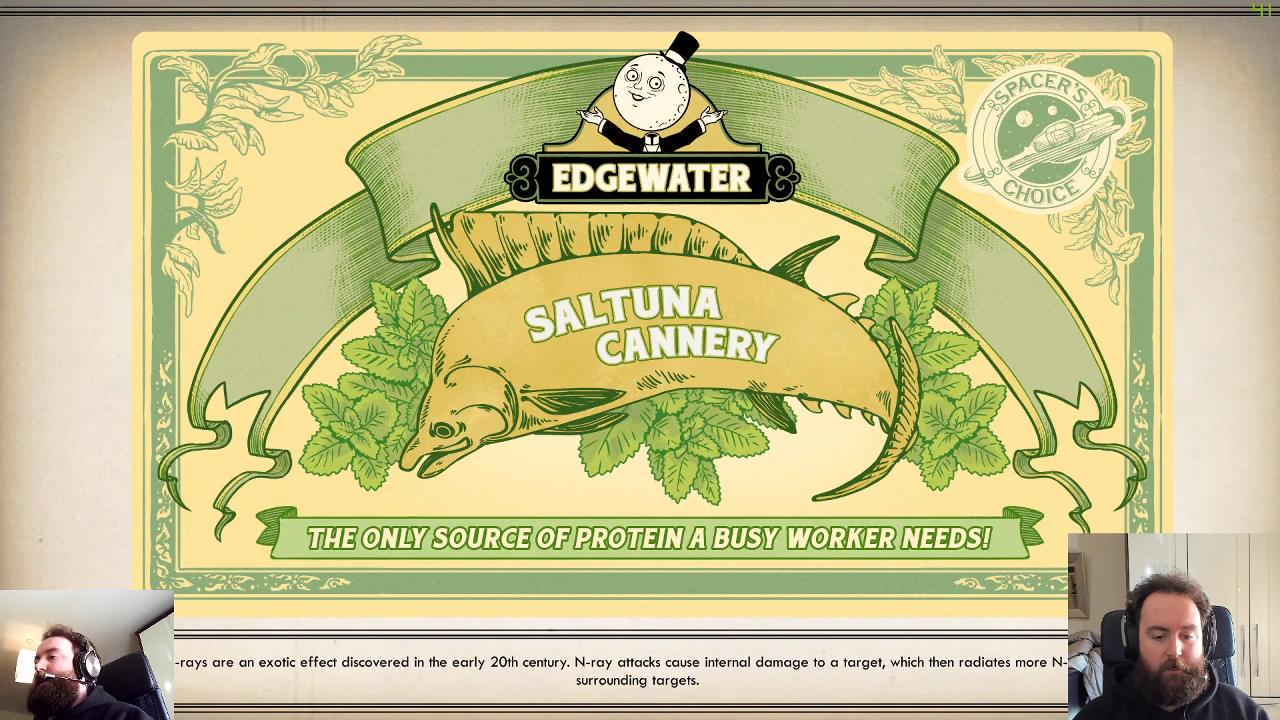 41
EDGEWATER
SPACER'S
CHOICE
SALTUNA
CANNERY
THE ONLY SOURCE OF PROTEIN A BUSY WORKER NEEDS!
-rays are an exotic effect discovered in the early 20th century. N-ray attacks cause internal damage to a target, which then radiates more N-
surrounding targets.